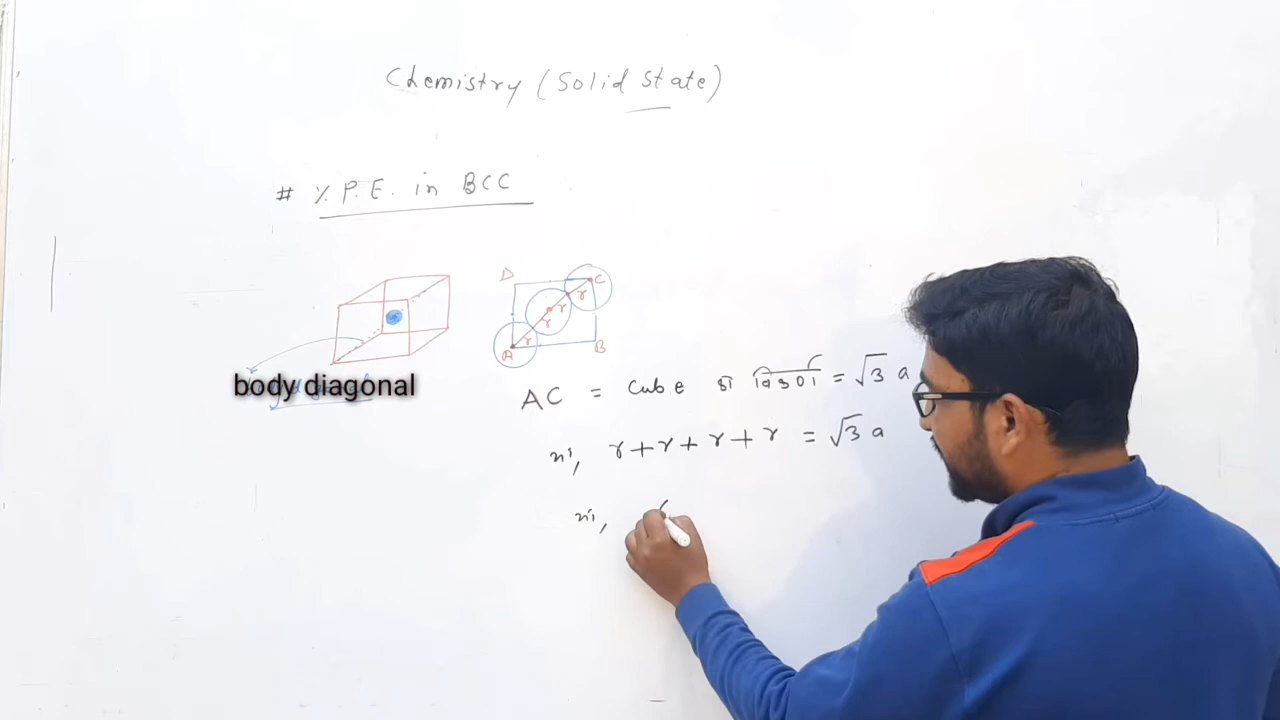 Chemistry (Solid State)
# %. P.E. in BCC
D C
r
r
r
r
A B
body diagonal
AC = Cube का विकर्ण = √3 a
या, r + r + r + r = √3 a
या,